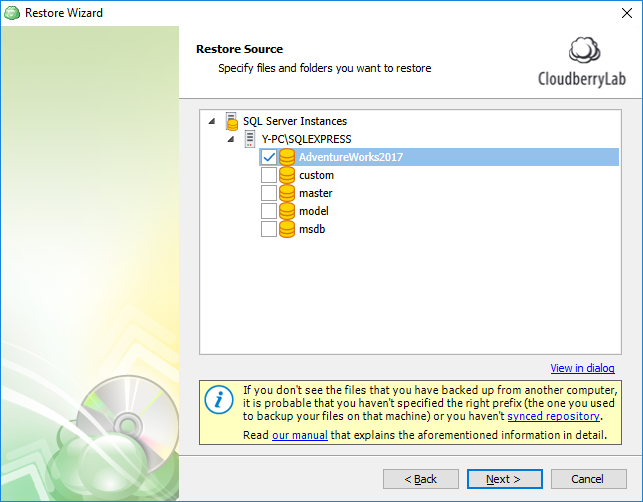 Restore Wizard
Restore Source
Specify files and folders you want to restore
CloudberryLab
SQL Server Instances
Y-PC\SQLEXPRESS
AdventureWorks2017
custom
master
model
msdb
View in dialog
If you don't see the files that you have backed up from another computer,
it is probable that you haven't specified the right prefix (the one you used
to backup your files on that machine) or you haven't synced repository.
Read our manual that explains the aforementioned information in detail.
< Back
Next >
Cancel